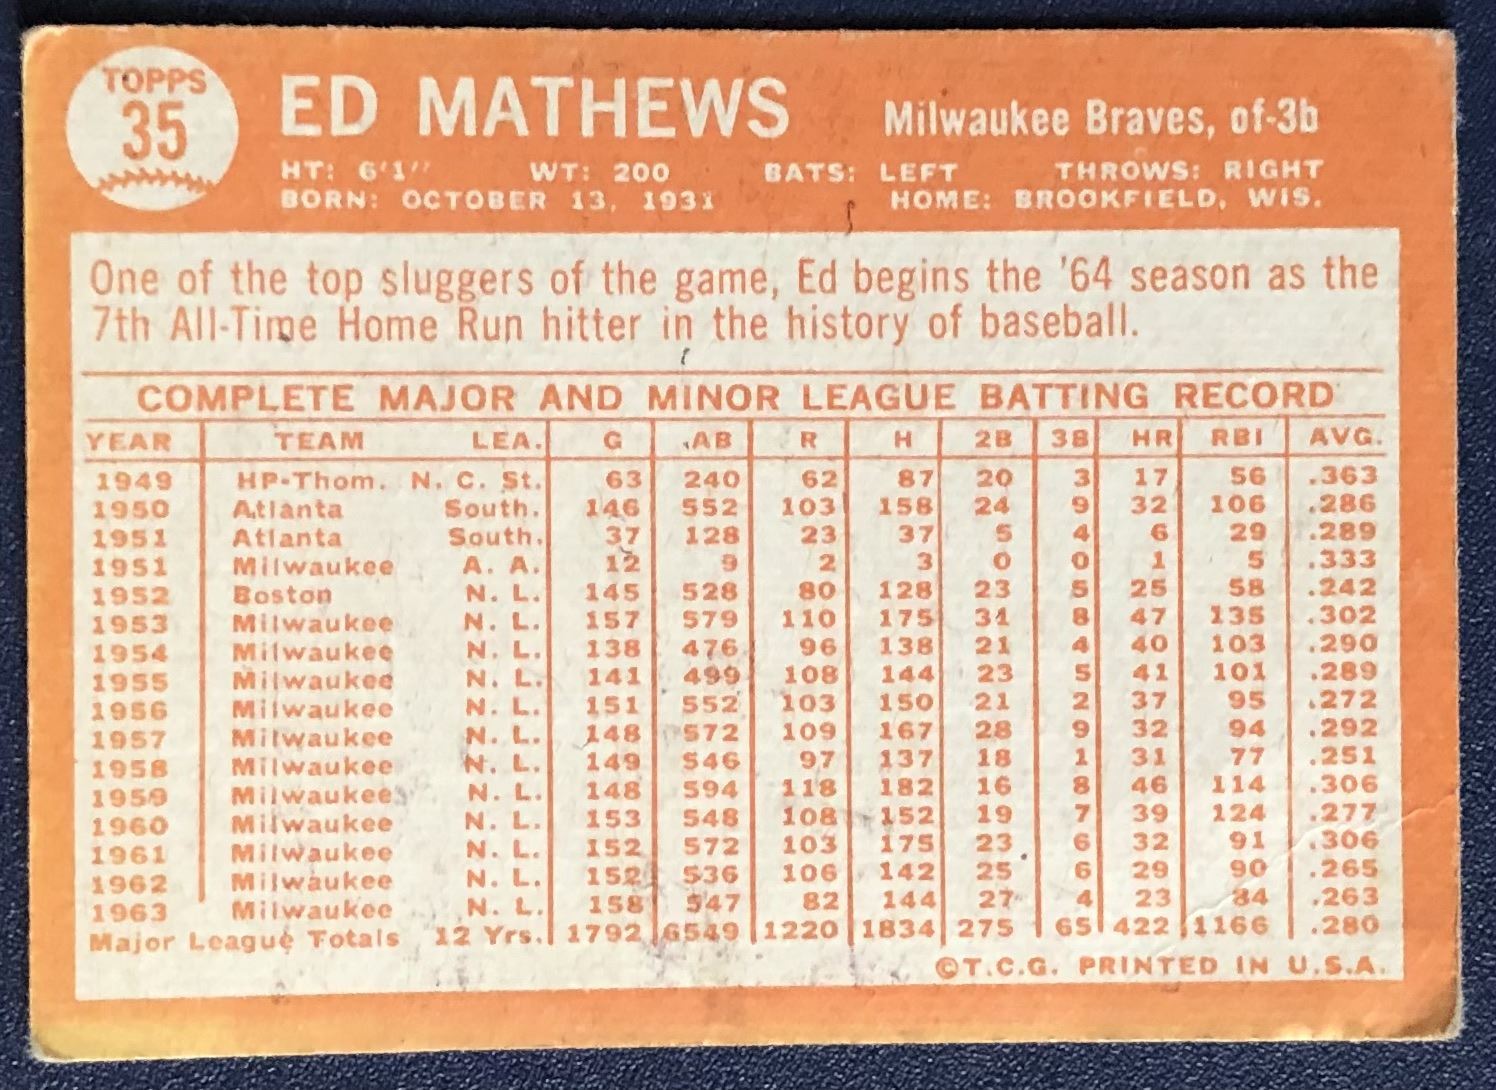 TOPPS
35
ED MATHEWS
Milwaukee Braves, of-3b
HT: 6'1" WT: 200 BATS: LEFT THROWS: RIGHT
BORN: OCTOBER 13, 1931 HOME: BROOKFIELD, WIS.
One of the top sluggers of the game, Ed begins the '64 season as the
7th All-Time Home Run hitter in the history of baseball.
COMPLETE MAJOR AND MINOR LEAGUE BATTING RECORD
YEAR TEAM LEA. G AB R H 2B 3B HR RBI AVG.
1949 HP-Thom. N. C. St. 63 240 62 87 20 3 17 56 .363
1950 Atlanta South. 146 552 103 158 24 9 32 106 .286
1951 Atlanta South. 37 128 23 37 5 4 6 29 .289
1951 Milwaukee A. A. 12 9 2 3 0 0 1 5 .333
1952 Boston N. L. 145 528 80 128 23 5 25 58 .242
1953 Milwaukee N. L. 157 579 110 175 31 8 47 135 .302
1954 Milwaukee N. L. 138 476 96 138 21 4 40 103 .290
1955 Milwaukee N. L. 141 499 108 144 23 5 41 101 .289
1956 Milwaukee N. L. 151 552 103 150 21 2 37 95 .272
1957 Milwaukee N. L. 148 572 109 167 28 9 32 94 .292
1958 Milwaukee N. L. 149 546 97 137 18 1 31 77 .251
1959 Milwaukee N. L. 148 594 118 182 16 8 46 114 .306
1960 Milwaukee N. L. 153 548 108 152 19 7 39 124 .277
1961 Milwaukee N. L. 152 572 103 175 23 6 32 91 .306
1962 Milwaukee N. L. 152 536 106 142 25 6 29 90 .265
1963 Milwaukee N. L. 158 547 82 144 27 4 23 84 .263
Major League Totals 12 Yrs. 1792 6549 1220 1834 275 65 422 1166 .280
©T.C.G. PRINTED IN U.S.A.